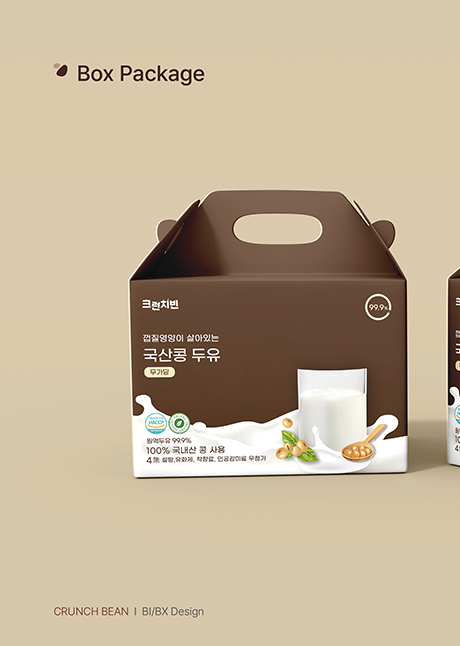 Box Package
크런치빈
99.9%
껍질영양이 살아있는
국산콩 두유
무가당
HACCP
원액두유 99.9%
100% 국내산 콩 사용
4無 설탕, 유화제, 착향료, 인공감미료 무첨가
CRUNCH BEAN | BI/BX Design